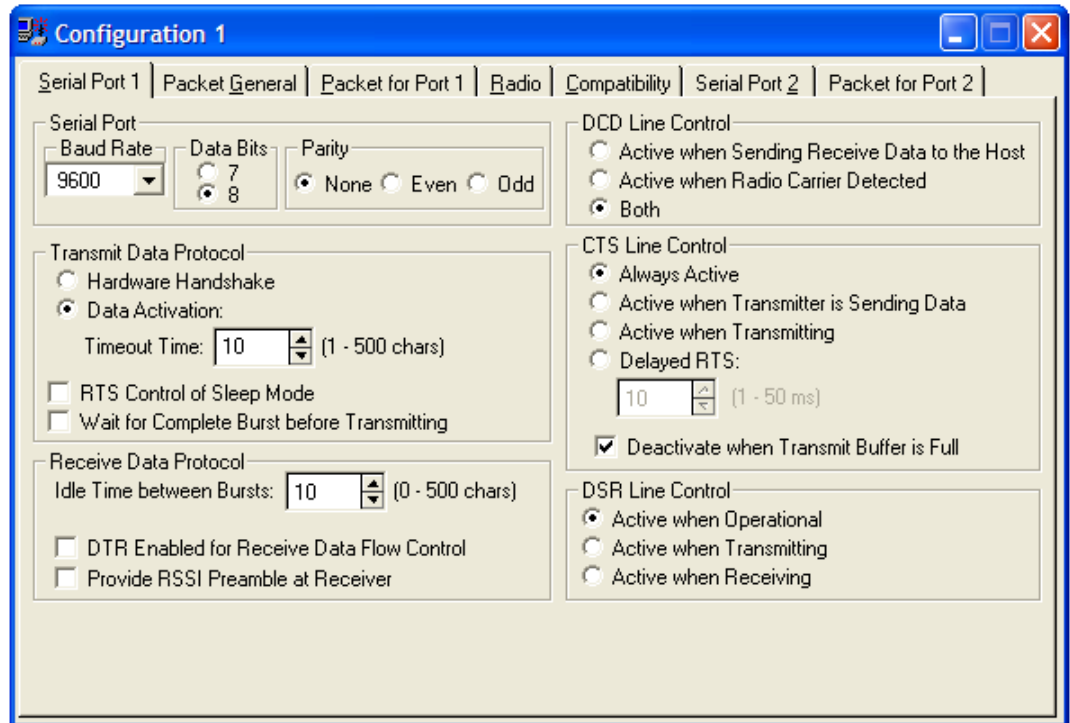 Configuration 1
Serial Port 1
Packet General
Packet for Port 1
Radio
Compatibility
Serial Port 2
Packet for Port 2
Serial Port
Baud Rate
9600
Data Bits
7
8
Parity
None
Even
Odd
Transmit Data Protocol
Hardware Handshake
Data Activation:
Timeout Time: 10 (1 - 500 chars)
RTS Control of Sleep Mode
Wait for Complete Burst before Transmitting
Receive Data Protocol
Idle Time between Bursts: 10 (0 - 500 chars)
DTR Enabled for Receive Data Flow Control
Provide RSSI Preamble at Receiver
DCD Line Control
Active when Sending Receive Data to the Host
Active when Radio Carrier Detected
Both
CTS Line Control
Always Active
Active when Transmitter is Sending Data
Active when Transmitting
Delayed RTS:
10 (1 - 50 ms)
Deactivate when Transmit Buffer is Full
DSR Line Control
Active when Operational
Active when Transmitting
Active when Receiving